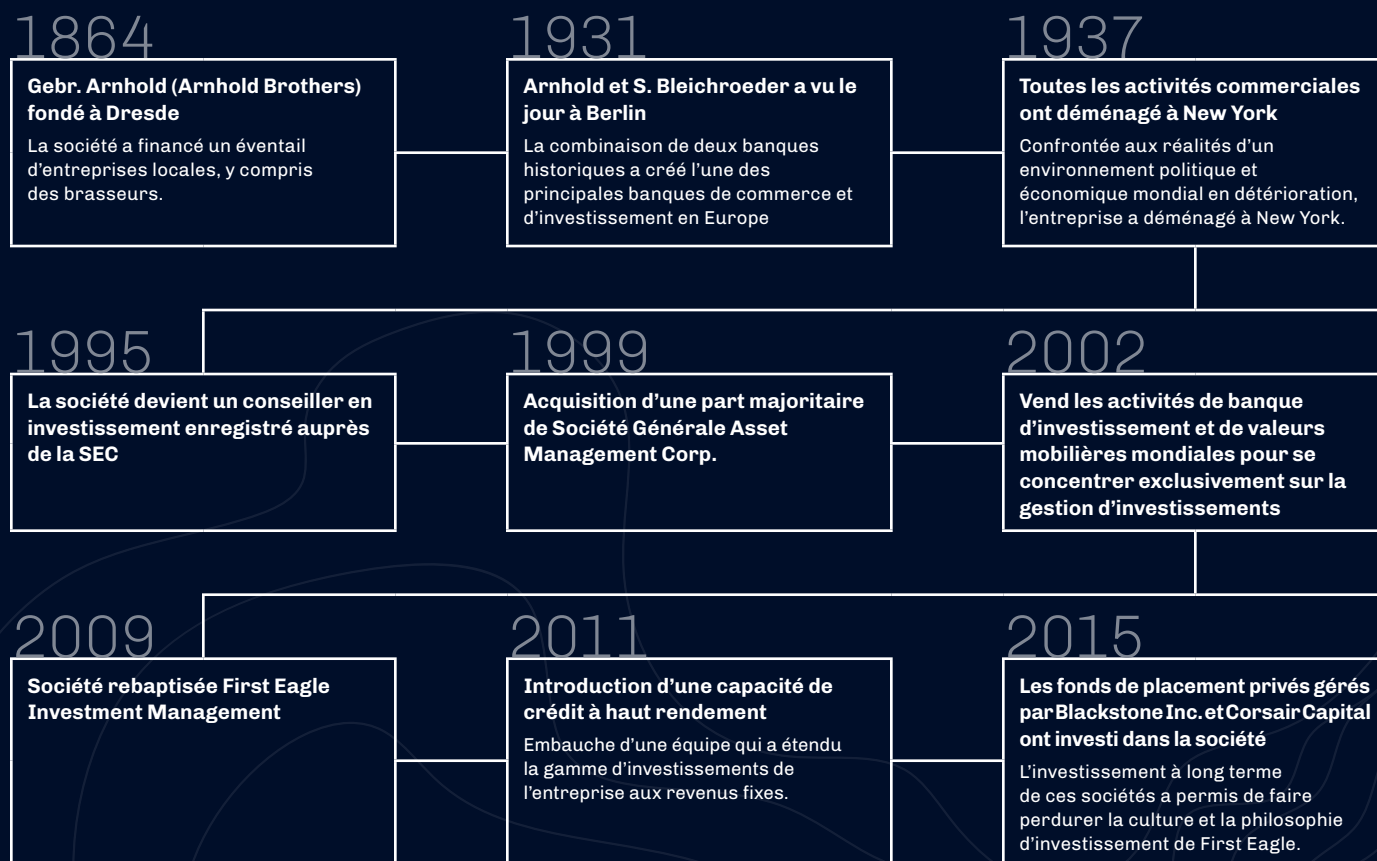 1864
Gebr. Arnhold (Arnhold Brothers)
fondé à Dresde
La société a financé un éventail
d’entreprises locales, y compris
des brasseurs.
1931
Arnhold et S. Bleichroeder a vu le
jour à Berlin
La combinaison de deux banques
historiques a créé l’une des
principales banques de commerce et
d’investissement en Europe
1937
Toutes les activités commerciales
ont déménagé à New York
Confrontée aux réalités d’un
environnement politique et
économique mondial en détérioration,
l’entreprise a déménagé à New York.
1995
La société devient un conseiller en
investissement enregistré auprès
de la SEC
1999
Acquisition d’une part majoritaire
de Société Générale Asset
Management Corp.
2002
Vend les activités de banque
d’investissement et de valeurs
mobilières mondiales pour se
concentrer exclusivement sur la
gestion d’investissements
2009
Société rebaptisée First Eagle
Investment Management
2011
Introduction d’une capacité de
crédit à haut rendement
Embauche d’une équipe qui a étendu
la gamme d’investissements de
l’entreprise aux revenus fixes.
2015
Les fonds de placement privés gérés
par Blackstone Inc. et Corsair Capital
ont investi dans la société
L’investissement à long terme
de ces sociétés a permis de faire
perdurer la culture et la philosophie
d’investissement de First Eagle.